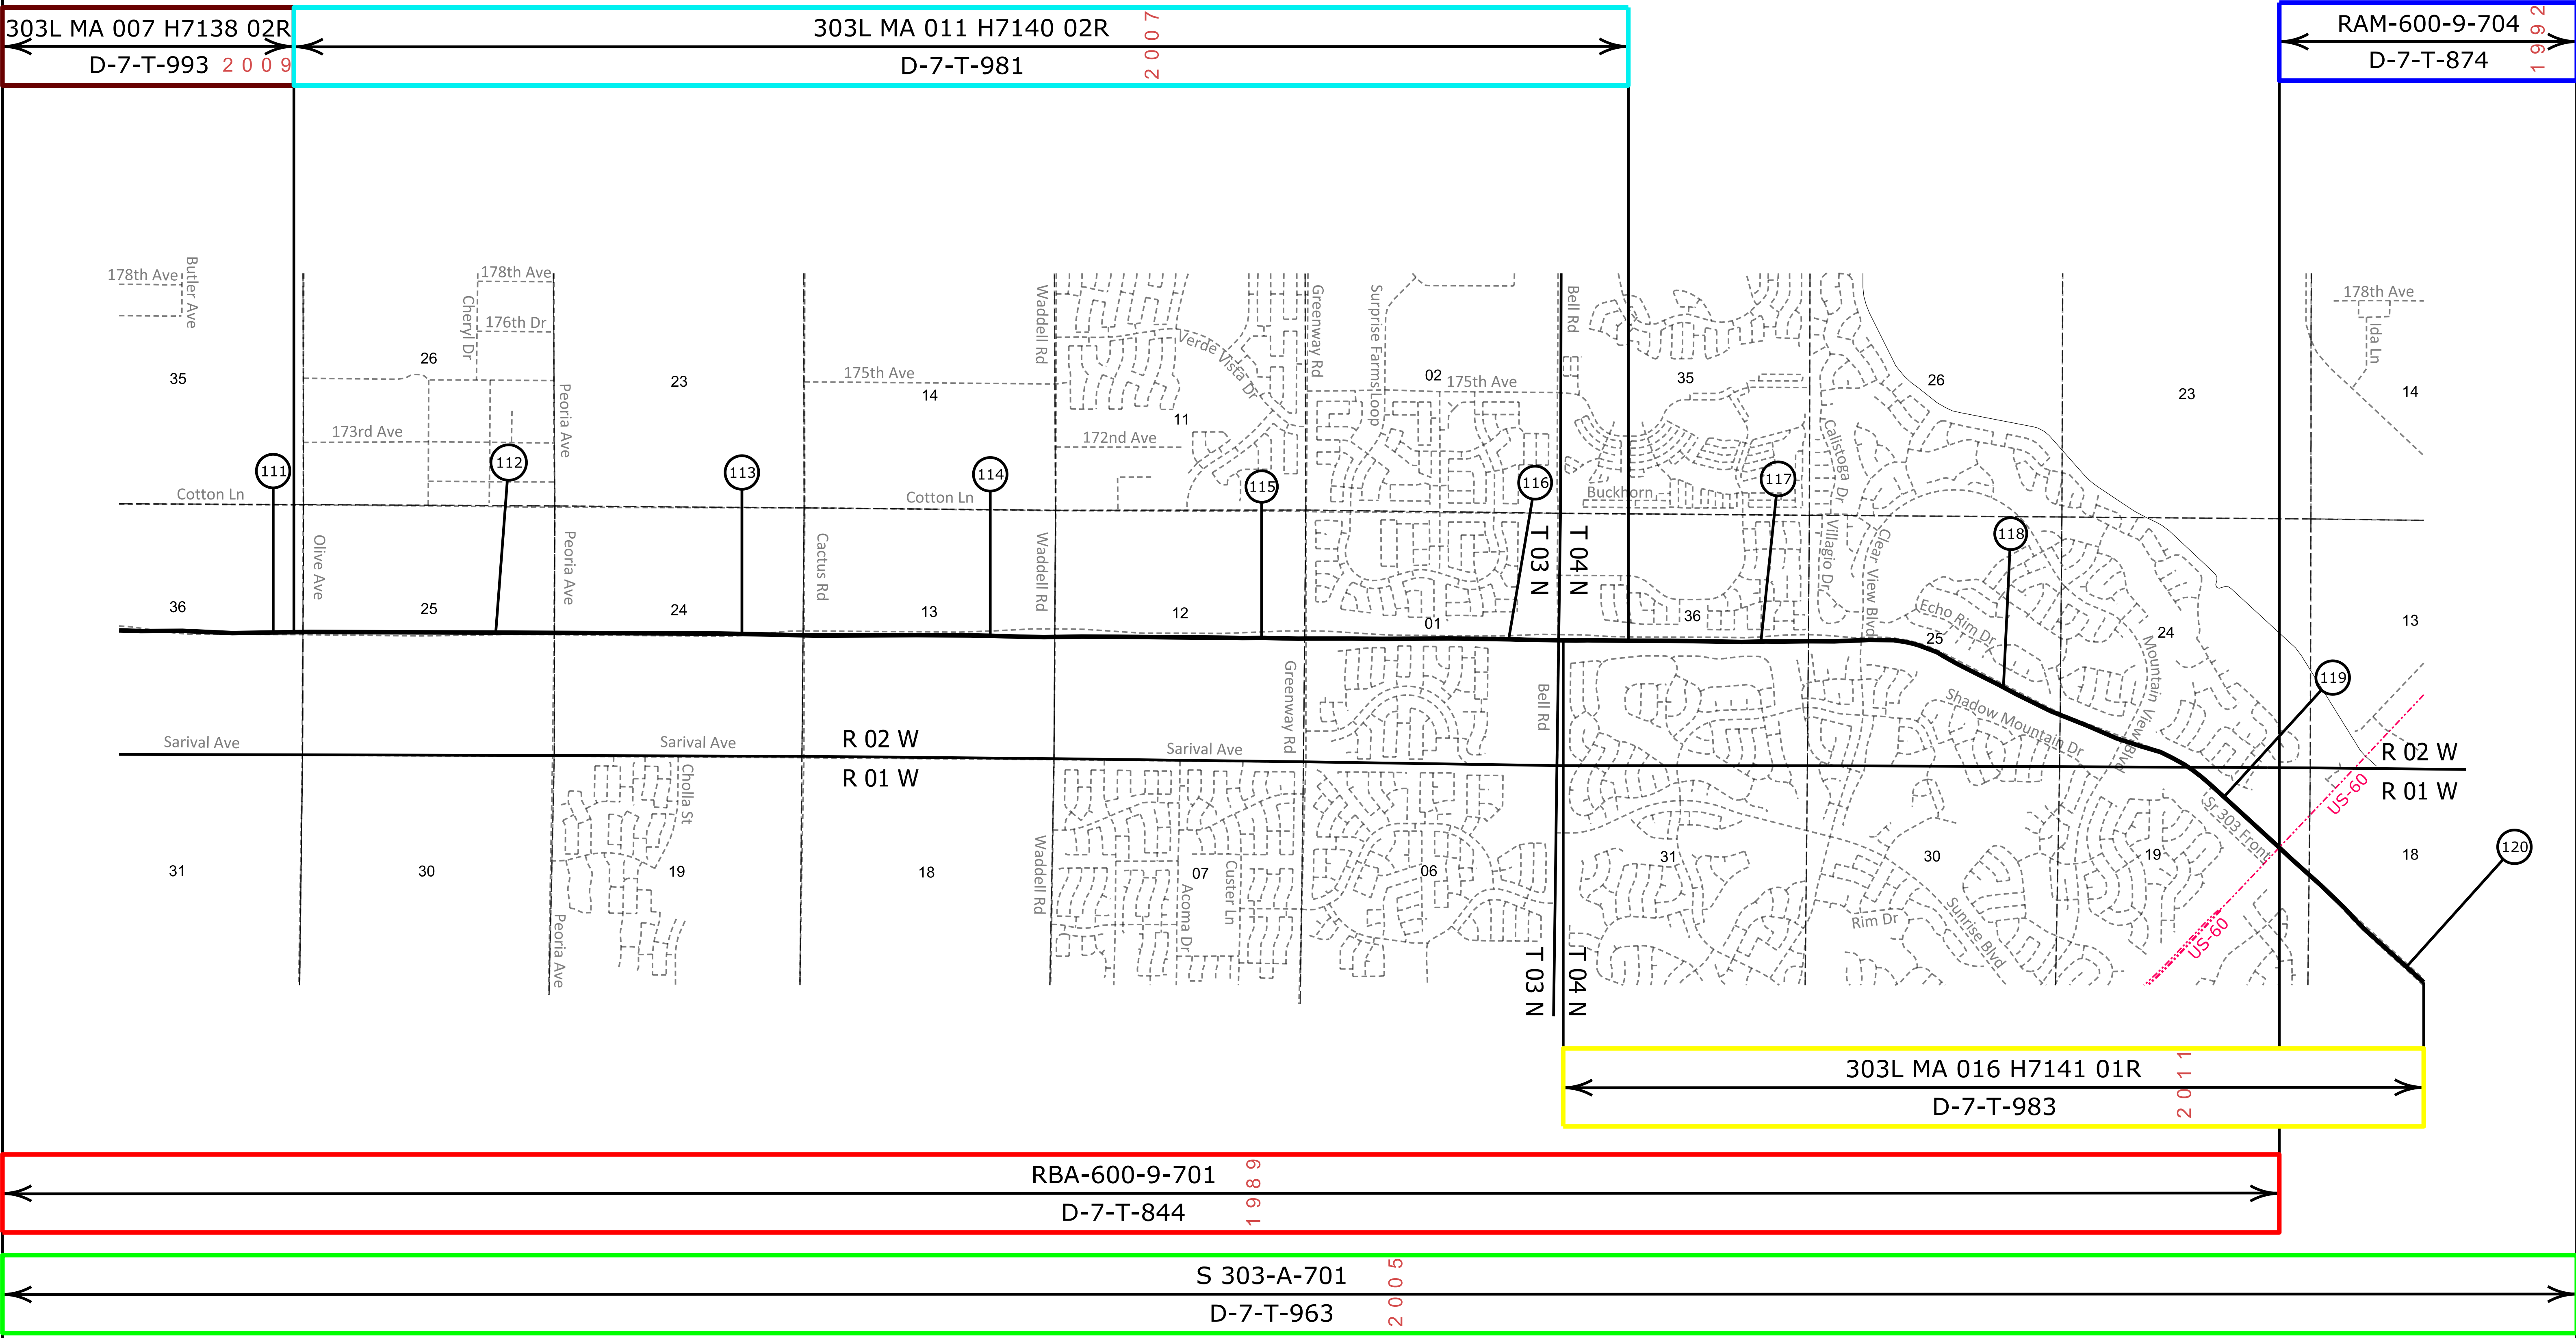 303L MA 007 H7138 02R
D-7-T-993
2009
303L MA 011 H7140 02R
D-7-T-981
2007
RAM-600-9-704
D-7-T-874
1992
178th Ave
Butler Ave
178th Ave
Cheryl Dr
176th Dr
Waddell Rd
Greenway Rd
Surprise Farms Loop
Bell Rd
178th Ave
Ida Ln
Verde Vista Dr
26
35
23
175th Ave
14
02
175th Ave
35
26
23
14
Peoria Ave
173rd Ave
11
172nd Ave
Calistoga Dr
111
112
113
114
115
116
117
118
Cotton Ln
Cotton Ln
Buckhorn
Olive Ave
Peoria Ave
Cactus Rd
Waddell Rd
T 03 N
T 04 N
Villagio Dr
Clear View Blvd
36
25
24
13
12
01
36
Echo Rim Dr
25
24
13
Mountain View Blvd
119
Greenway Rd
Bell Rd
Shadow Mountain Dr
Sarival Ave
Sarival Ave
R 02 W
Sarival Ave
R 02 W
R 01 W
R 01 W
US-60
Cholla St
Sr 303 Front
120
Waddell Rd
31
30
19
18
07
06
31
30
19
18
Acoma Dr
Custer Ln
Peoria Ave
Rim Dr
Sunrise Blvd
US-60
T 03 N
T 04 N
303L MA 016 H7141 01R
D-7-T-983
2011
RBA-600-9-701
D-7-T-844
1989
S 303-A-701
D-7-T-963
2005